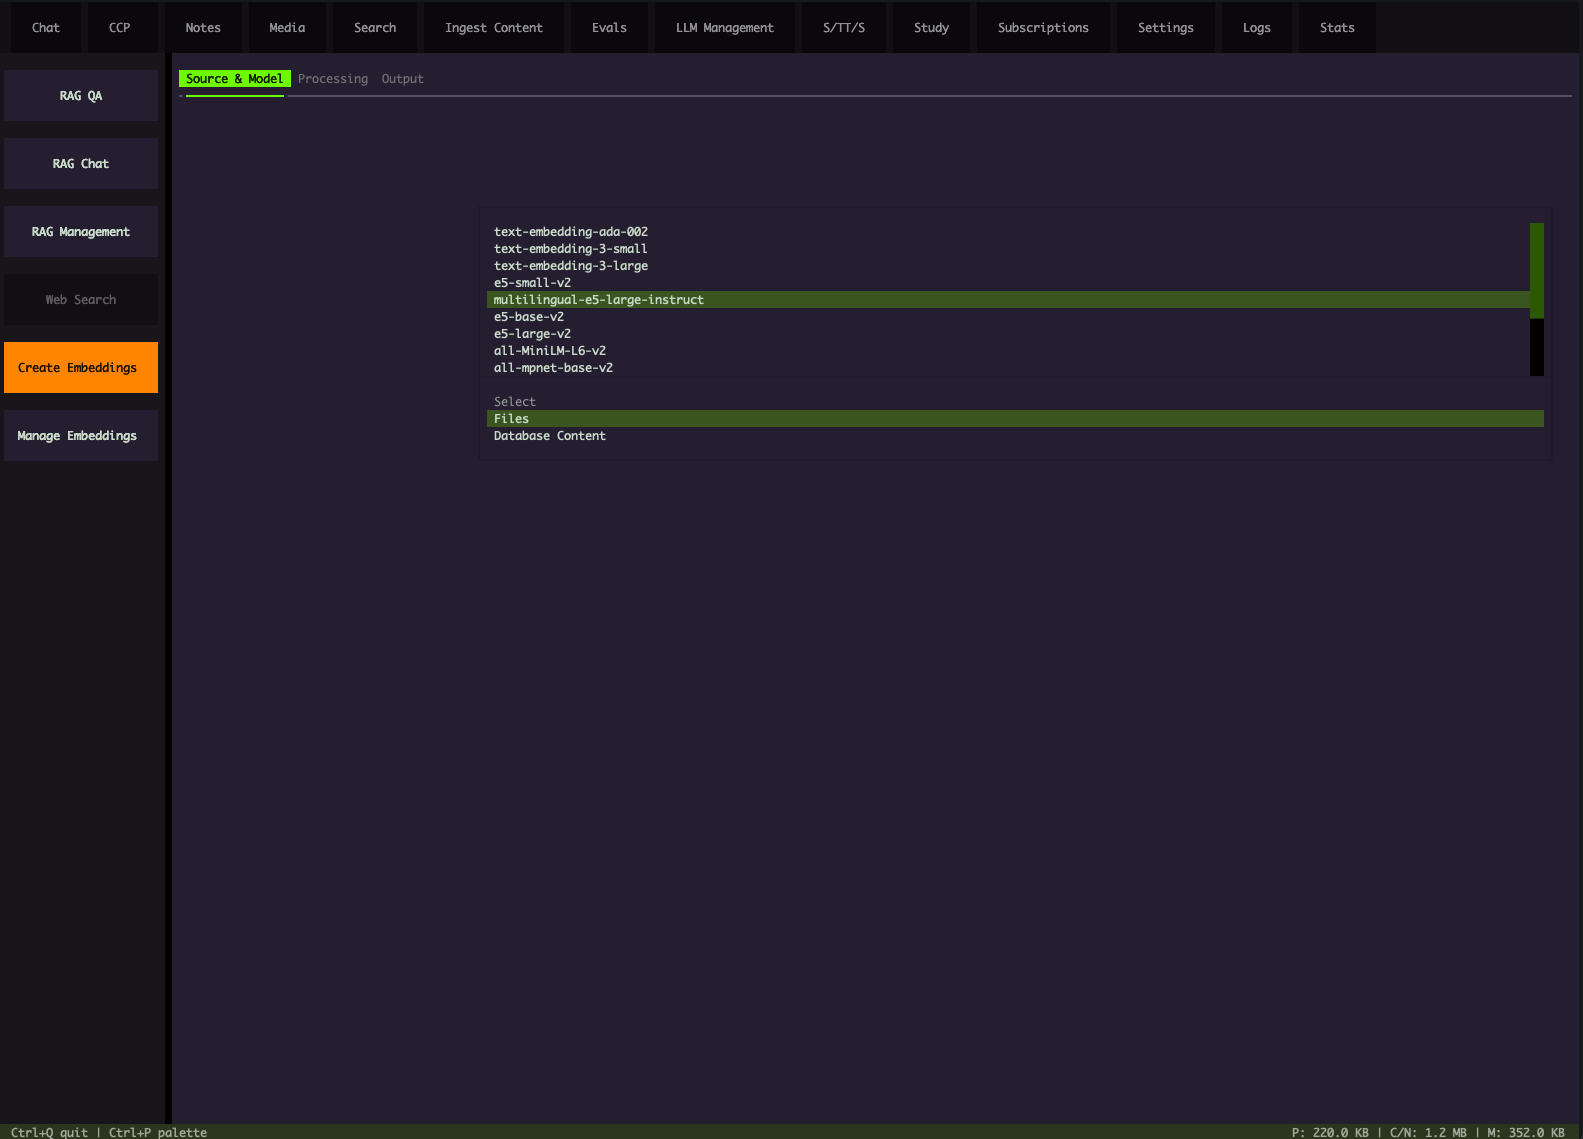 Chat CCP Notes Media Search Ingest Content Evals LLM Management S/TT/S Study Subscriptions Settings Logs Stats
RAG QA
RAG Chat
RAG Management
Web Search
Create Embeddings
Manage Embeddings
Source & Model Processing Output
text-embedding-ada-002
text-embedding-3-small
text-embedding-3-large
e5-small-v2
multilingual-e5-large-instruct
e5-base-v2
e5-large-v2
all-MiniLM-L6-v2
all-mpnet-base-v2
Select
Files
Database Content
Ctrl+Q quit | Ctrl+P palette
P: 220.0 KB | C/N: 1.2 MB | M: 352.0 KB